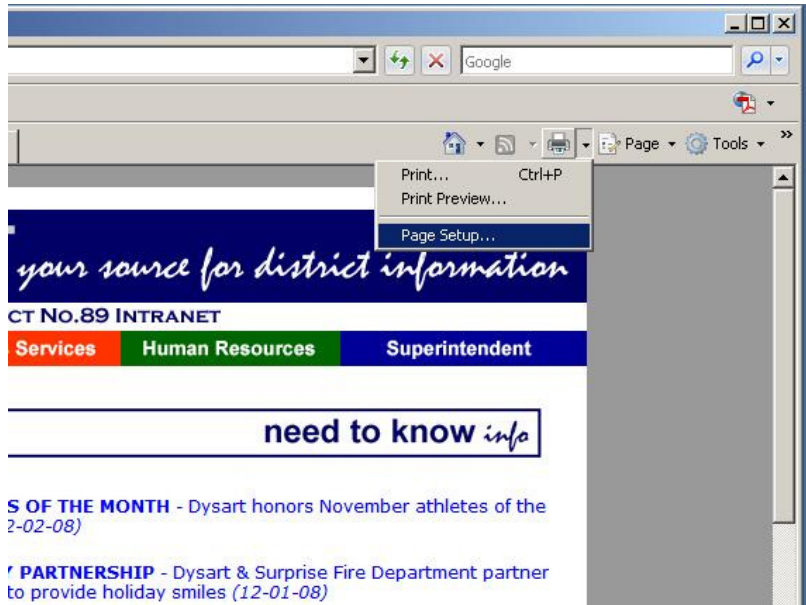 Google
Page
Tools
Print... Ctrl+P
Print Preview...
Page Setup...
your source for district information
CT NO.89 INTRANET
Services Human Resources Superintendent
need to know info
S OF THE MONTH - Dysart honors November athletes of the
2-02-08)
PARTNERSHIP - Dysart & Surprise Fire Department partner
to provide holiday smiles (12-01-08)